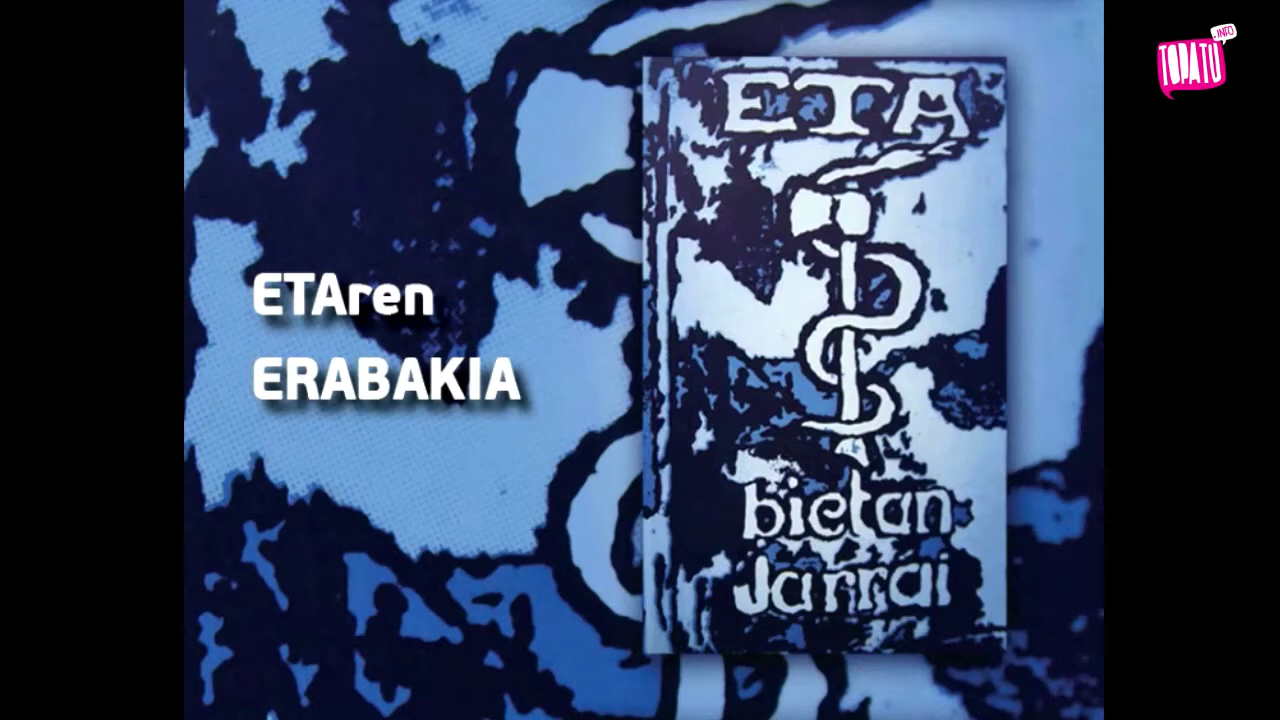 ETAren
ERABAKIA
ETA
bietan
Jarrai
TOPATU
.INFO